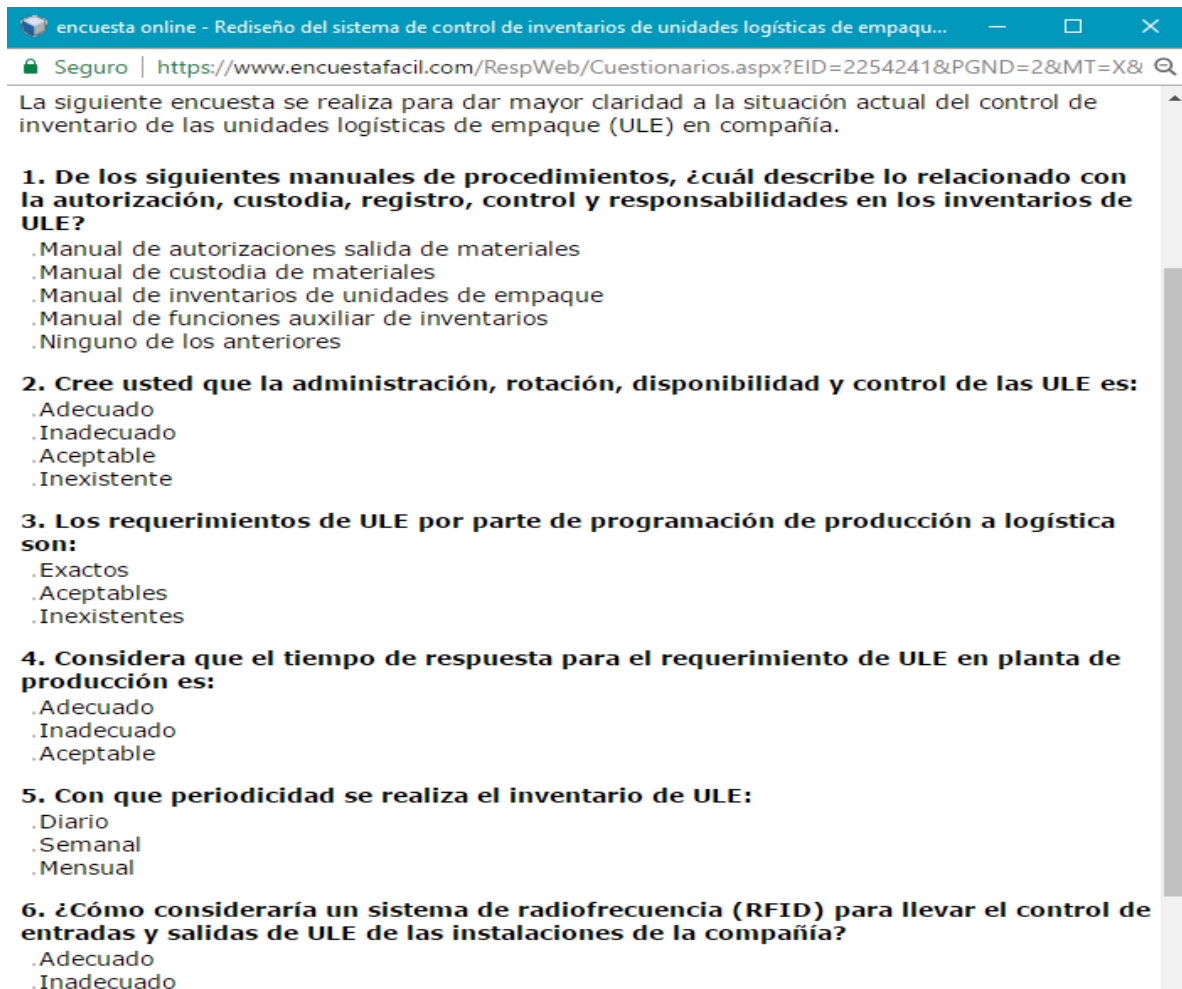 encuesta online - Rediseño del sistema de control de inventarios de unidades logísticas de empaqu...
Seguro | https://www.encuestafacil.com/RespWeb/Cuestionarios.aspx?EID=2254241&PGND=2&MT=X&
La siguiente encuesta se realiza para dar mayor claridad a la situación actual del control de
inventario de las unidades logísticas de empaque (ULE) en compañía.
1. De los siguientes manuales de procedimientos, ¿cuál describe lo relacionado con
la autorización, custodia, registro, control y responsabilidades en los inventarios de
ULE?
.Manual de autorizaciones salida de materiales
.Manual de custodia de materiales
.Manual de inventarios de unidades de empaque
.Manual de funciones auxiliar de inventarios
.Ninguno de los anteriores
2. Cree usted que la administración, rotación, disponibilidad y control de las ULE es:
.Adecuado
.Inadecuado
.Aceptable
.Inexistente
3. Los requerimientos de ULE por parte de programación de producción a logística
son:
.Exactos
.Aceptables
.Inexistentes
4. Considera que el tiempo de respuesta para el requerimiento de ULE en planta de
producción es:
.Adecuado
.Inadecuado
.Aceptable
5. Con que periodicidad se realiza el inventario de ULE:
.Diario
.Semanal
.Mensual
6. ¿Cómo consideraría un sistema de radiofrecuencia (RFID) para llevar el control de
entradas y salidas de ULE de las instalaciones de la compañía?
.Adecuado
.Inadecuado